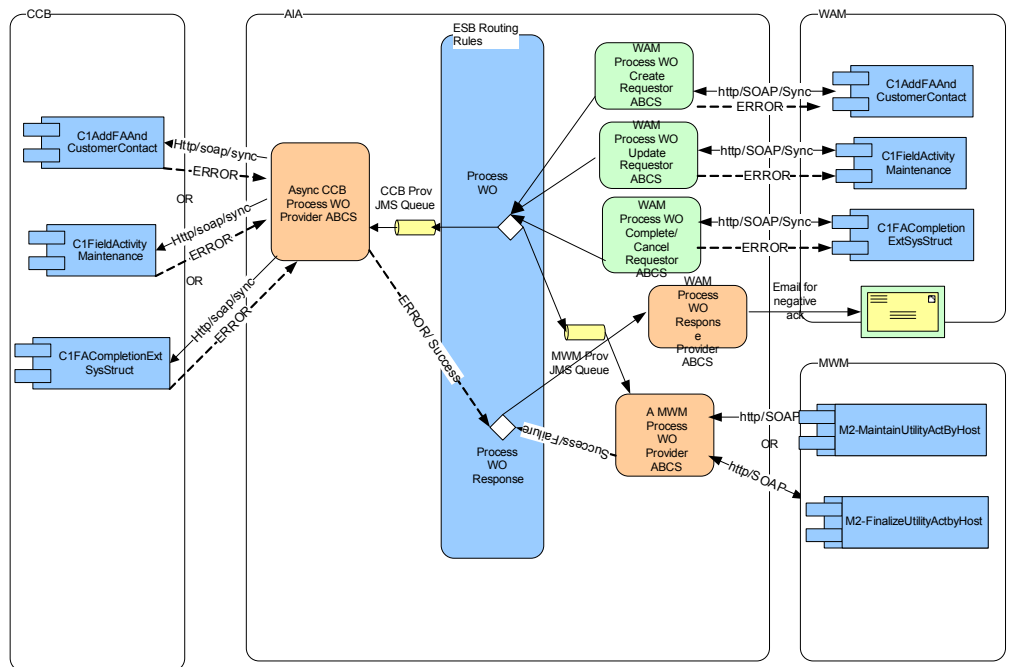 CCB
AIA
WAM
ESB Routing
Rules
C1AddFAAnd
CustomerContact
Http/soap/sync
ERROR
OR
C1FieldActivity
Maintenance
Http/soap/sync
ERROR
OR
C1FACompletionExt
SysStruct
Http/soap/sync
ERROR
Async CCB
Process WO
Provider ABCS
CCB Prov
JMS Queue
Process
WO
ERROR/ Success
Process
WO
Response
WAM
Process WO
Create
Requestor
ABCS
http/SOAP/Sync
ERROR
C1AddFAAnd
CustomerContact
WAM
Process WO
Update
Requestor
ABCS
http/SOAP/Sync
ERROR
C1FieldActivity
Maintenance
WAM
Process WO
Complete/
Cancel
Requestor
ABCS
http/SOAP/Sync
ERROR
C1FACompletion
ExtSysStruct
WAM
Process
WO
Respons
e
Provider
ABCS
Email for
negative
ack
MWM Prov
JMS Queue
MWM
A MWM
Process
WO
Provider
ABCS
Success/Failure
http/SOAP
OR
http/SOAP
M2-MaintainUtilityActByHost
M2-FinalizeUtilityActbyHost